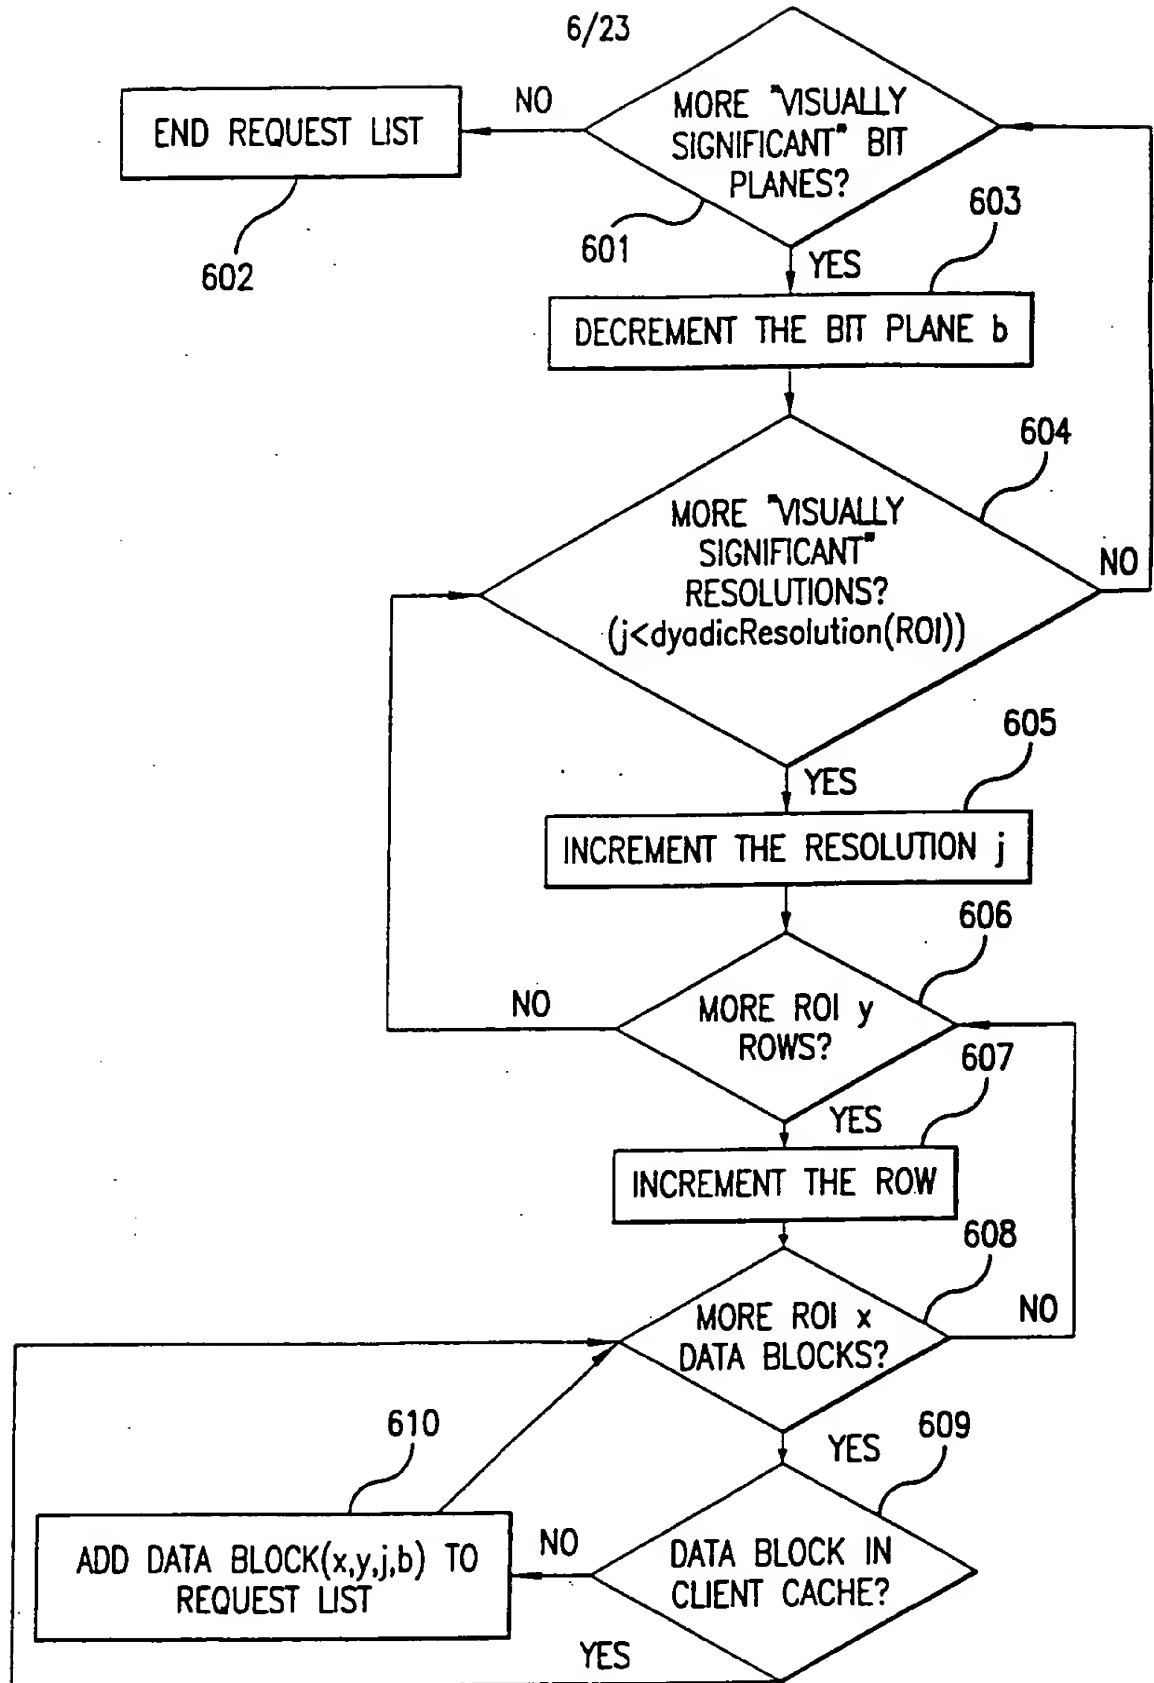 6/23
MORE "VISUALLY
SIGNIFICANT" BIT
PLANES?
NO
END REQUEST LIST
602
601
YES
603
DECREMENT THE BIT PLANE b
604
MORE "VISUALLY
SIGNIFICANT"
RESOLUTIONS?
(j<dyadicResolution(ROI))
NO
YES
605
INCREMENT THE RESOLUTION j
606
MORE ROI y
ROWS?
NO
YES
607
INCREMENT THE ROW
608
MORE ROI x
DATA BLOCKS?
NO
YES
609
DATA BLOCK IN
CLIENT CACHE?
NO
610
ADD DATA BLOCK(x,y,j,b) TO
REQUEST LIST
YES